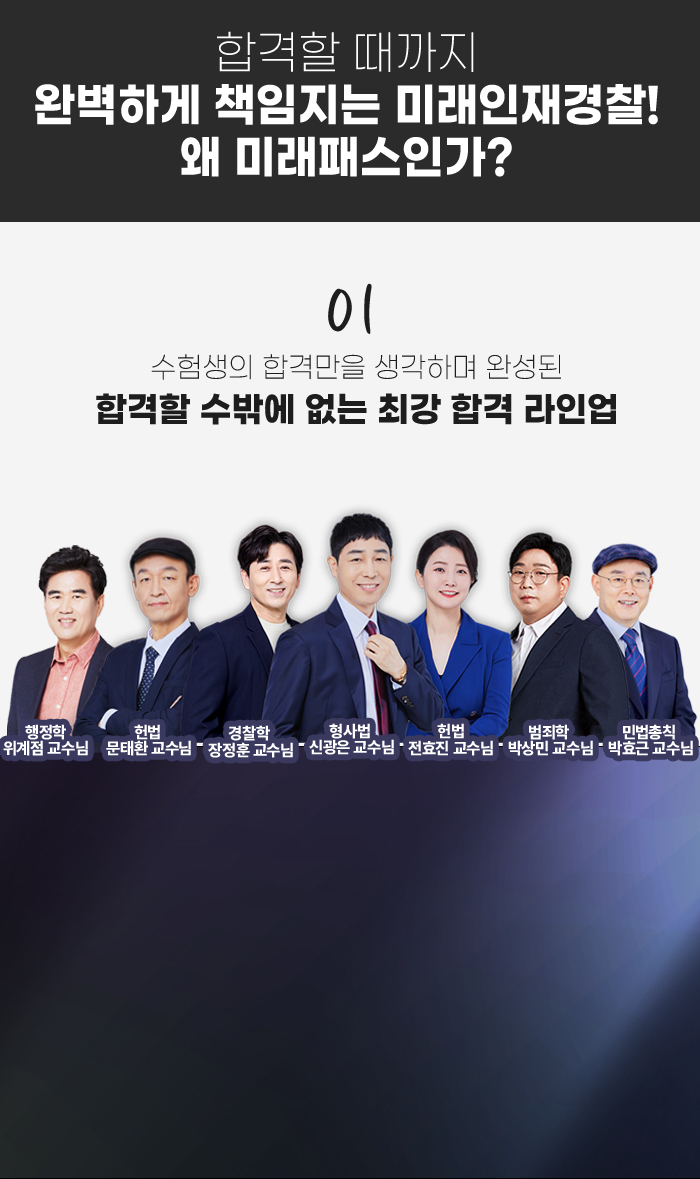 합격할 때까지
완벽하게 책임지는 미래인재경찰!
왜 미래패스인가?
01
수험생의 합격만을 생각하며 완성된
합격할 수밖에 없는 최강 합격 라인업
행정학
위계점 교수님
헌법
문태환 교수님
경찰학
장정훈 교수님
형사법
신광은 교수님
헌법
전효진 교수님
범죄학
박상민 교수님
민법총칙
박효근 교수님